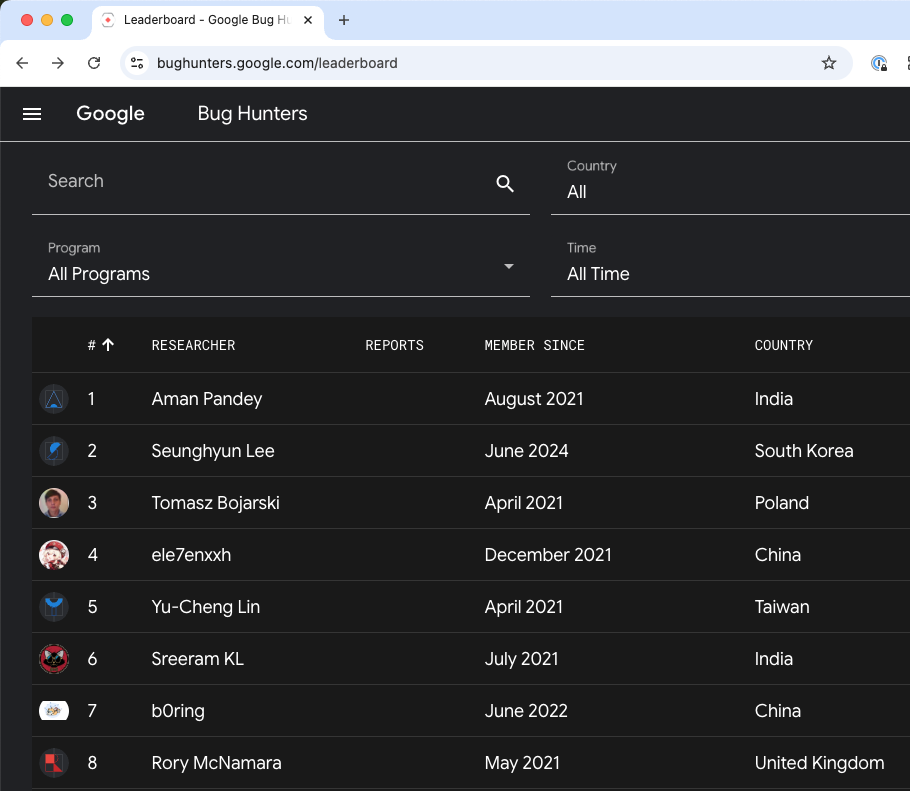 Leaderboard - Google Bug Hu
bughunters.google.com/leaderboard
Google Bug Hunters
Search
Country
All
Program
All Programs
Time
All Time
# RESEARCHER REPORTS MEMBER SINCE COUNTRY
1 Aman Pandey August 2021 India
2 Seunghyun Lee June 2024 South Korea
3 Tomasz Bojarski April 2021 Poland
4 ele7enxxh December 2021 China
5 Yu-Cheng Lin April 2021 Taiwan
6 Sreeram KL July 2021 India
7 b0ring June 2022 China
8 Rory McNamara May 2021 United Kingdom